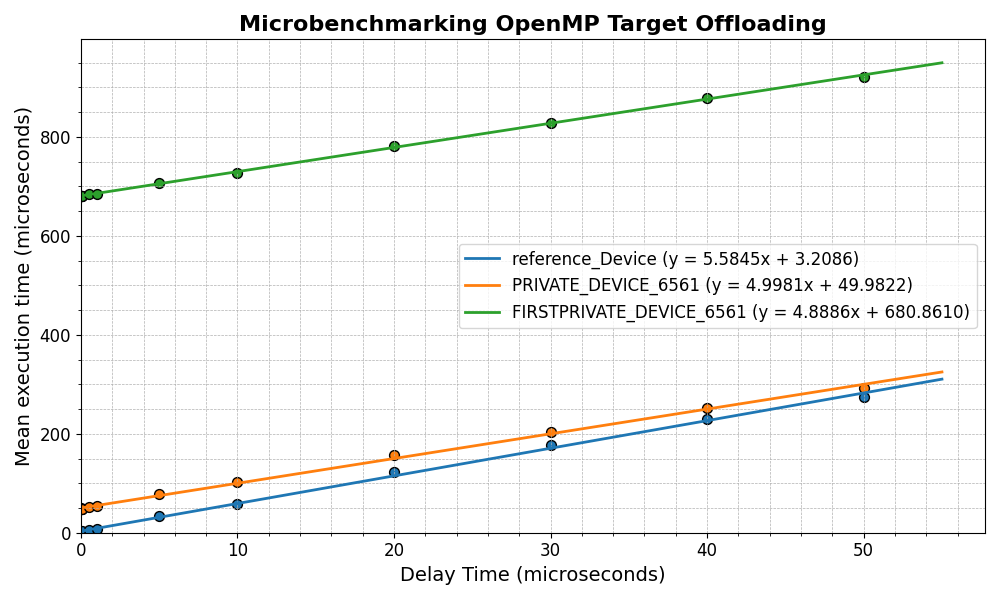 Microbenchmarking OpenMP Target Offloading
Mean execution time (microseconds)
800
600
400
200
0
reference_Device (y = 5.5845x + 3.2086)
PRIVATE_DEVICE_6561 (y = 4.9981x + 49.9822)
FIRSTPRIVATE_DEVICE_6561 (y = 4.8886x + 680.8610)
0 10 20 30 40 50
Delay Time (microseconds)